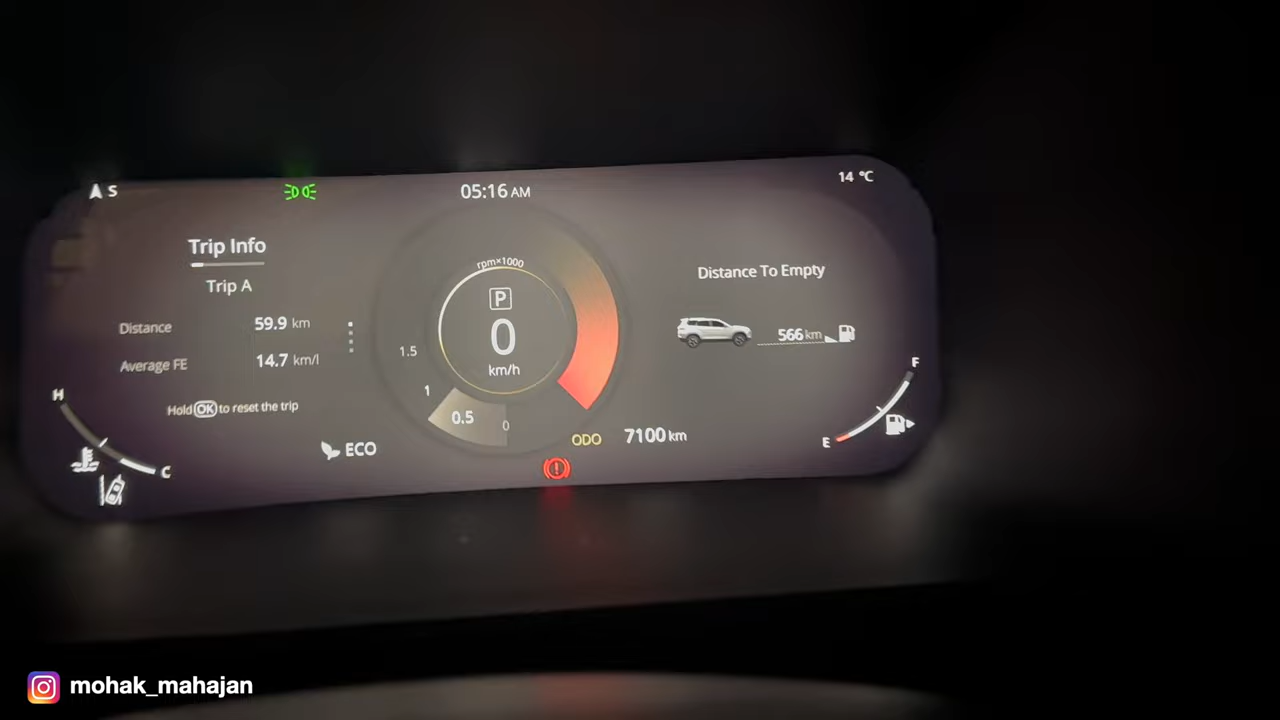 S
05:16 AM
14 °C
Trip Info
Trip A
Distance 59.9 km
Average FE 14.7 km/l
Hold OK to reset the trip
H
C
ECO
rpm×1000
P
0
km/h
1.5
1
0.5
0
ODO 7100 km
Distance To Empty
566 km
F
E
mohak_mahajan